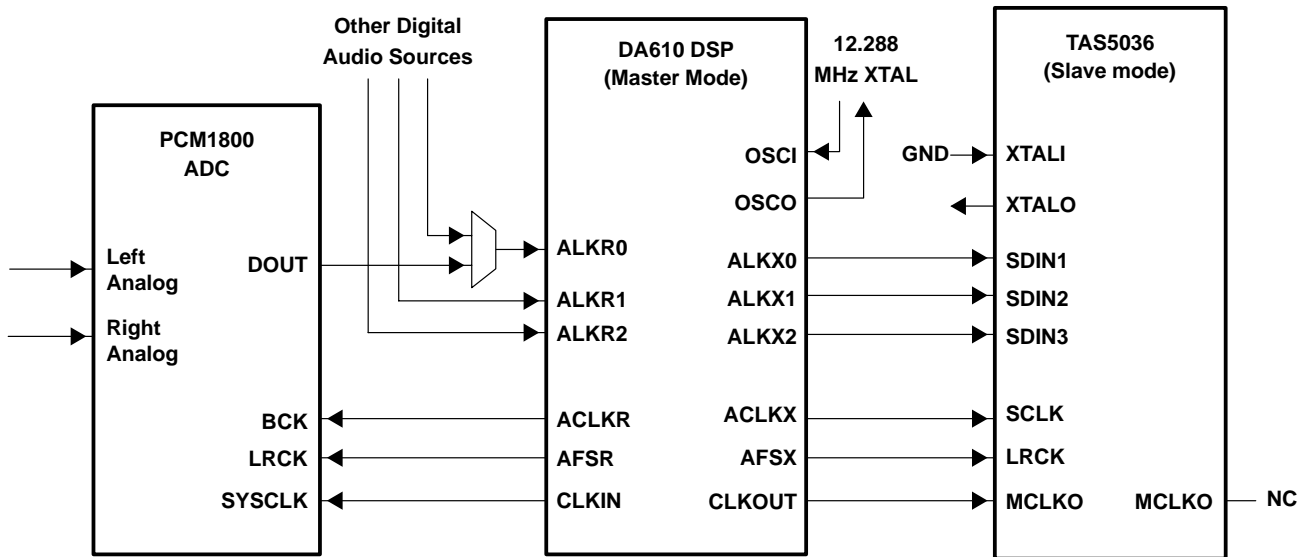 Other Digital
Audio Sources
PCM1800
ADC
Left
Analog
Right
Analog
DOUT
BCK
LRCK
SYSCLK
DA610 DSP
(Master Mode)
OSCI
OSCO
ALKR0
ALKR1
ALKR2
ALKX0
ALKX1
ALKX2
ACLKR
AFSR
CLKIN
ACLKX
AFSX
CLKOUT
12.288
MHz XTAL
TAS5036
(Slave mode)
GND
XTALI
XTALO
SDIN1
SDIN2
SDIN3
SCLK
LRCK
MCLKO
MCLKO
NC